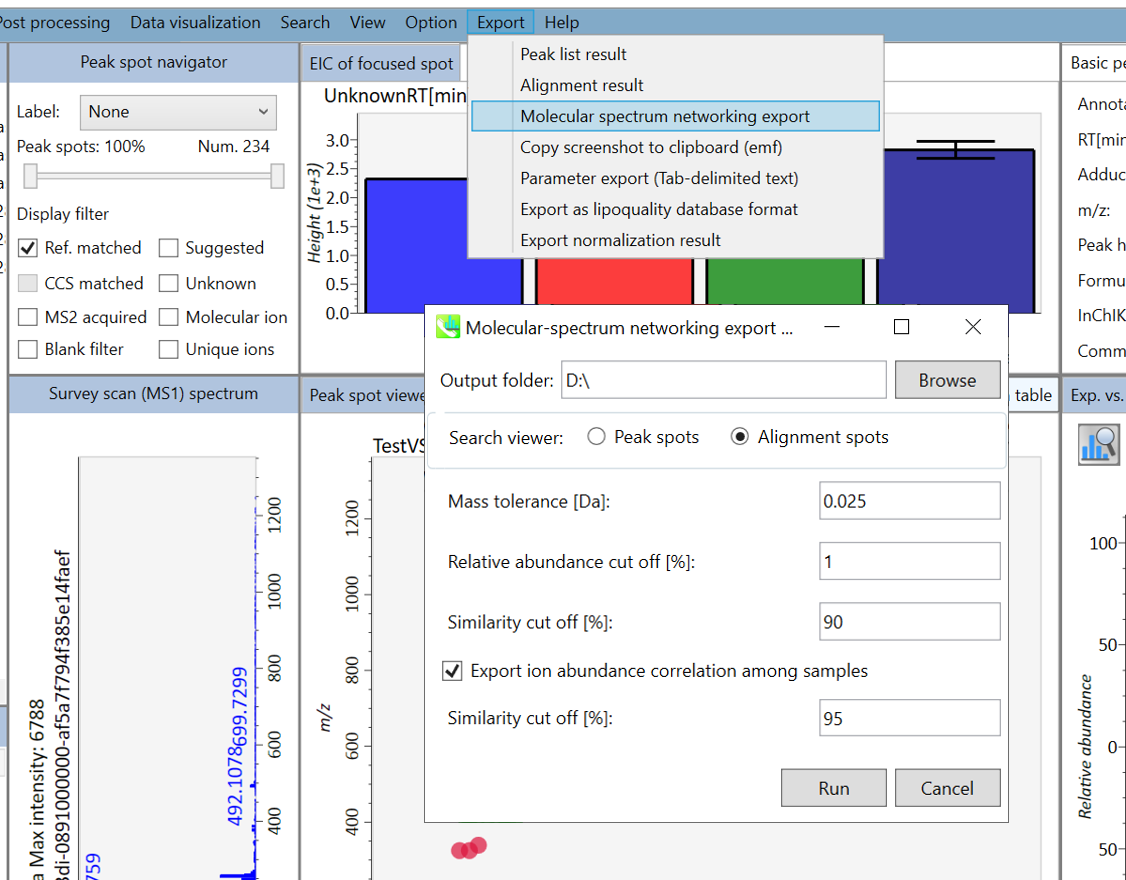 Post processing Data visualization Search View Option Export Help
Peak spot navigator
Label: None
Peak spots: 100% Num. 234
Display filter
Ref. matched Suggested
CCS matched Unknown
MS2 acquired Molecular ion
Blank filter Unique ions
EIC of focused spot
UnknownRT[min
Height (1e+3)
3.0
2.5
2.0
1.5
1.0
0.5
0.0
Peak list result
Alignment result
Molecular spectrum networking export
Copy screenshot to clipboard (emf)
Parameter export (Tab-delimited text)
Export as lipoquality database format
Export normalization result
Basic pe
Annota
RT[min
Adduc
m/z:
Peak h
Formu
InChIK
Comm
Survey scan (MS1) spectrum
a Max intensity: 6788
3di-0891000000-af5a7f794f385e14faef
759
492.1078
699.7299
1200
1000
800
600
400
Peak spot viewe
table
TestVS
m/z
1200
1000
800
600
400
Molecular-spectrum networking export ...
Output folder: D:\ Browse
Search viewer: Peak spots Alignment spots
Mass tolerance [Da]: 0.025
Relative abundance cut off [%]: 1
Similarity cut off [%]: 90
Export ion abundance correlation among samples
Similarity cut off [%]: 95
Run Cancel
Exp. vs.
Relative abundance
100
50
0
50